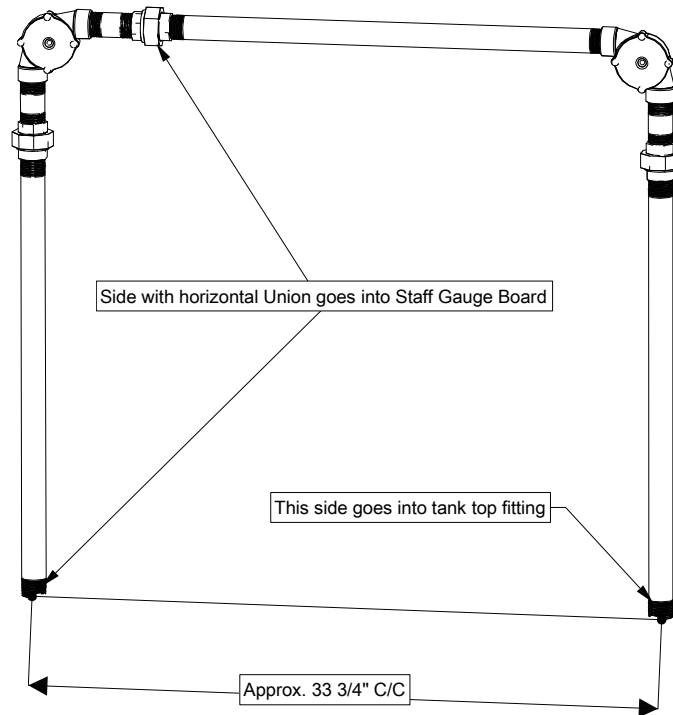 Side with horizontal Union goes into Staff Gauge Board
This side goes into tank top fitting
Approx. 33 3/4" C/C